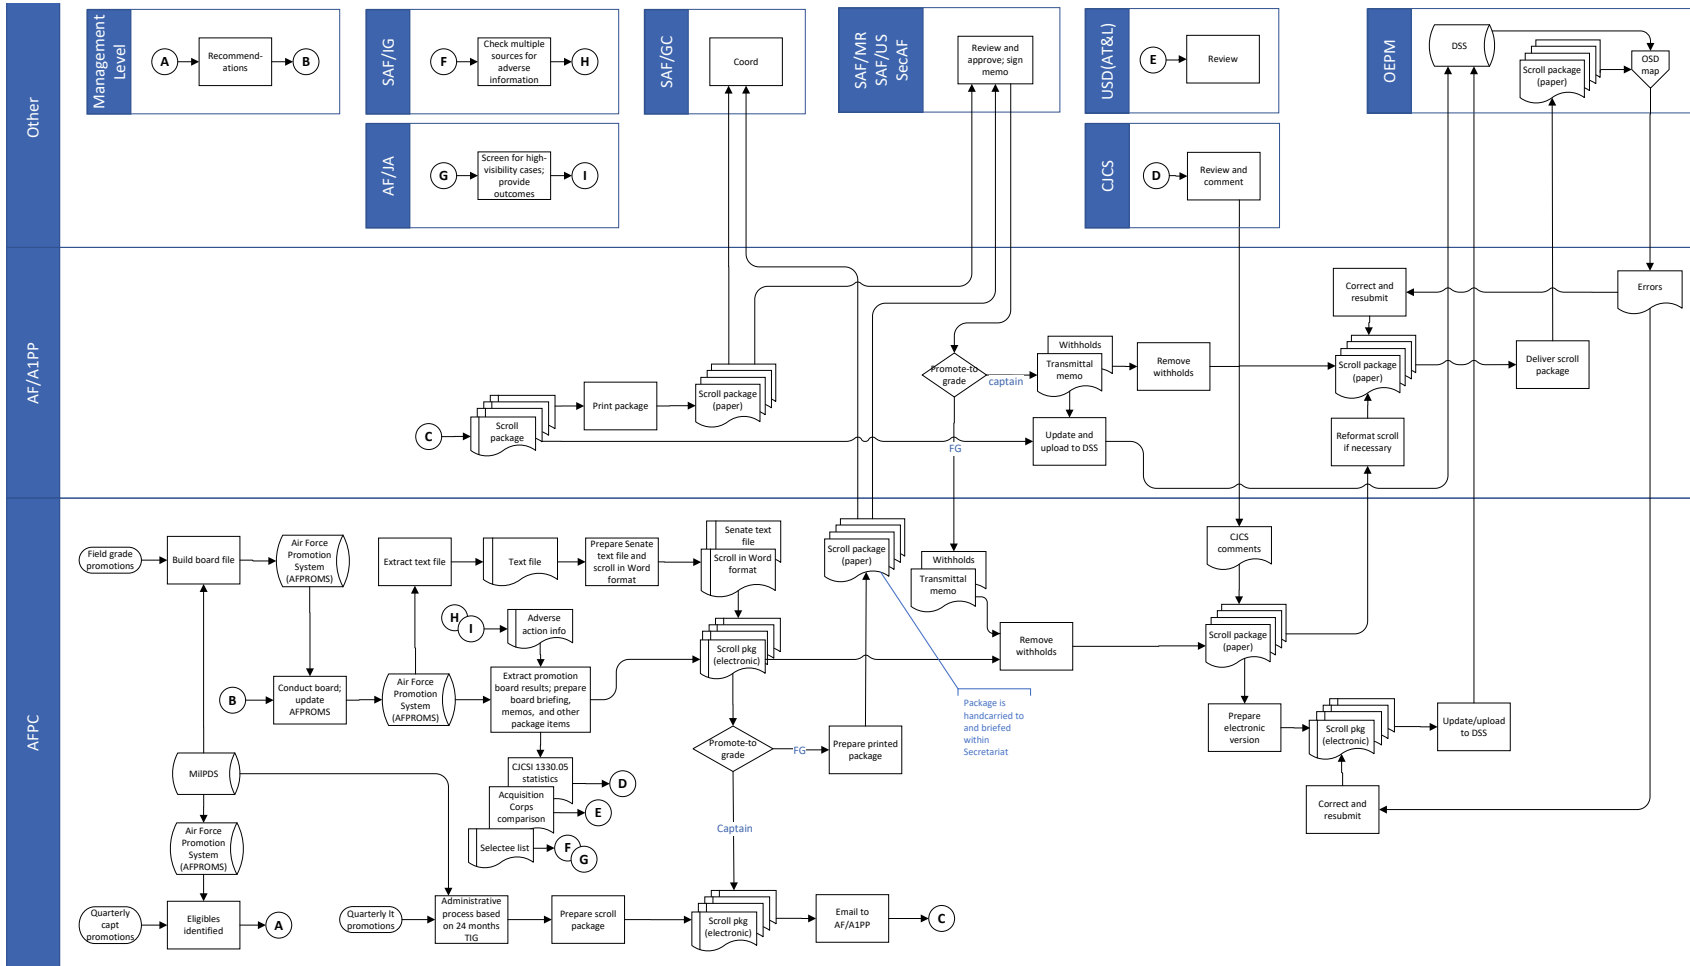 Other
Management
Level
A
Recommend-
ations
B
SAF/IG
F
Check multiple
sources for
adverse
information
H
AF/JA
G
Screen for high-
visibility cases;
provide
outcomes
I
SAF/GC
Coord
SAF/MR
SAF/US
SecAF
Review and
approve; sign
memo
USD(AT&L)
E
Review
CJCS
D
Review and
comment
OEPM
DSS
Scroll package
(paper)
OSD
map
AF/A1PP
C
Scroll
package
Print package
Scroll package
(paper)
Promote-to
grade
captain
FG
Withholds
Transmittal
memo
Remove
withholds
Update and
upload to DSS
Correct and
resubmit
Scroll package
(paper)
Reformat scroll
if necessary
Deliver scroll
package
Errors
AFPC
Field grade
promotions
Build board file
Air Force
Promotion
System
(AFPROMS)
Extract text file
Text file
Prepare Senate
text file and
scroll in Word
format
Senate text
file
Scroll in Word
format
Scroll package
(paper)
Withholds
Transmittal
memo
CJCS
comments
H
I
Adverse
action info
B
Conduct board;
update
AFPROMS
Air Force
Promotion
System
(AFPROMS)
Extract promotion
board results; prepare
board briefing,
memos, and other
package items
Scroll pkg
(electronic)
Remove
withholds
Scroll package
(paper)
Package is
handcarried to
and briefed
within
Secretariat
Promote-to
grade
FG
Prepare printed
package
Prepare
electronic
version
Scroll pkg
(electronic)
Update/upload
to DSS
MilPDS
CJCSI 1330.05
statistics
D
Acquisition
Corps
comparison
E
Selectee list
F
G
Correct and
resubmit
Air Force
Promotion
System
(AFPROMS)
Captain
Quarterly
capt
promotions
Eligibles
identified
A
Quarterly lt
promotions
Administrative
process based
on 24 months
TIG
Prepare scroll
package
Scroll pkg
(electronic)
Email to
AF/A1PP
C